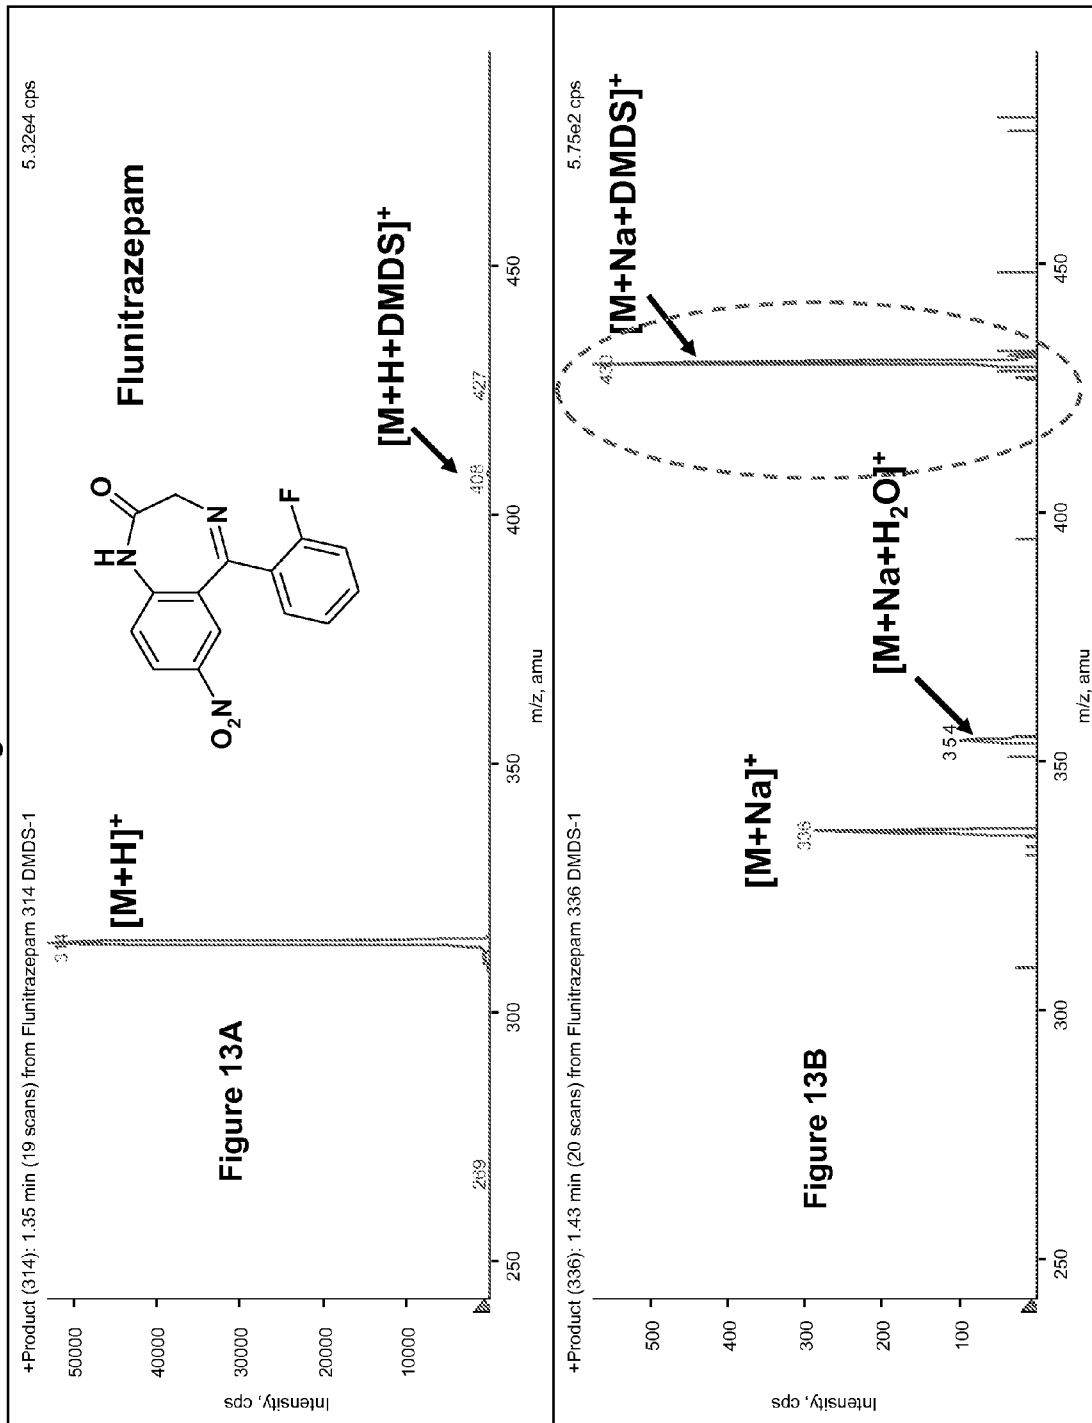 +Product (314): 1.35 min (19 scans) from Flunitrazepam 314 DMDS-1
5.32e4 cps
Intensity, cps
50000
40000
30000
20000
10000
314
[M+H]+
Figure 13A
Flunitrazepam
O
H
N
N
F
O2N
[M+H+DMDS]+
269
408
427
250
300
350
400
450
m/z, amu
+Product (336): 1.43 min (20 scans) from Flunitrazepam 336 DMDS-1
5.75e2 cps
Intensity, cps
500
400
300
200
100
[M+Na+DMDS]+
430
[M+Na]+
336
[M+Na+H2O]+
354
Figure 13B
250
300
350
400
450
m/z, amu